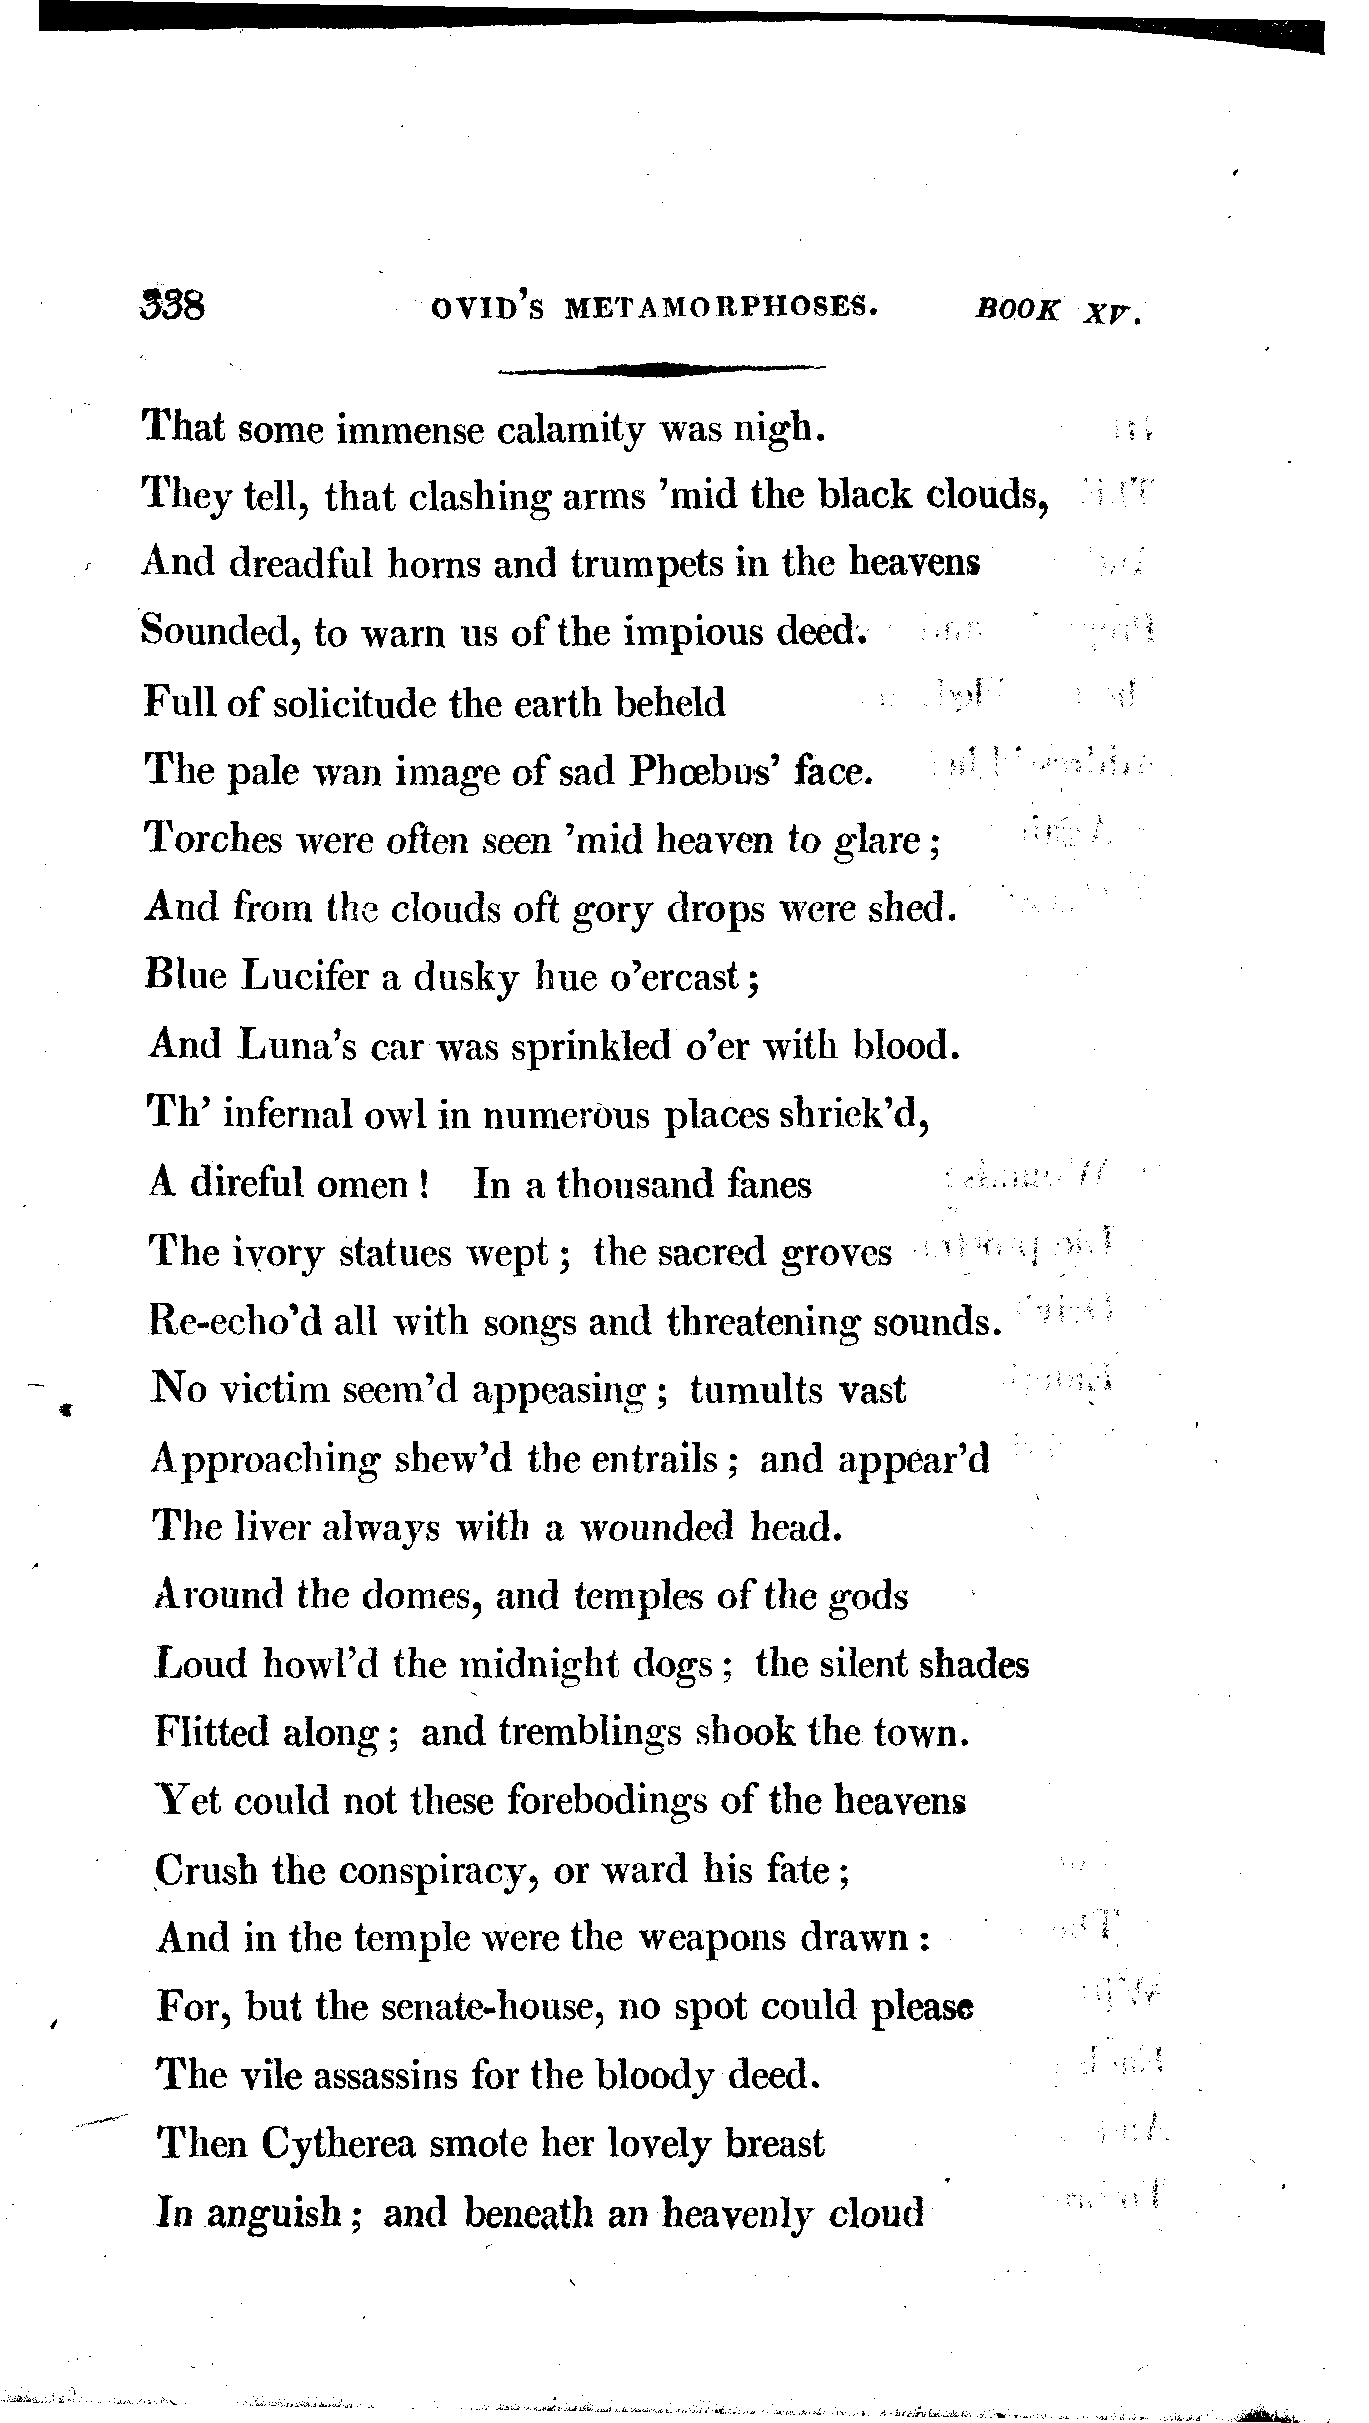 338 OVID'S METAMORPHOSES. BOOK XV.
That some immense calamity was nigh.
They tell, that clashing arms 'mid the black clouds,
And dreadful horns and trumpets in the heavens
Sounded, to warn us of the impious deed.
Full of solicitude the earth beheld
The pale wan image of sad Phœbus' face.
Torches were often seen 'mid heaven to glare;
And from the clouds oft gory drops were shed.
Blue Lucifer a dusky hue o'ercast;
And Luna's car was sprinkled o'er with blood.
Th' infernal owl in numerous places shriek'd,
A direful omen! In a thousand fanes
The ivory statues wept; the sacred groves
Re-echo'd all with songs and threatening sounds.
No victim seem'd appeasing; tumults vast
Approaching shew'd the entrails; and appear'd
The liver always with a wounded head.
Around the domes, and temples of the gods
Loud howl'd the midnight dogs; the silent shades
Flitted along; and tremblings shook the town.
Yet could not these forebodings of the heavens
Crush the conspiracy, or ward his fate;
And in the temple were the weapons drawn:
For, but the senate-house, no spot could please
The vile assassins for the bloody deed.
Then Cytherea smote her lovely breast
In anguish; and beneath an heavenly cloud